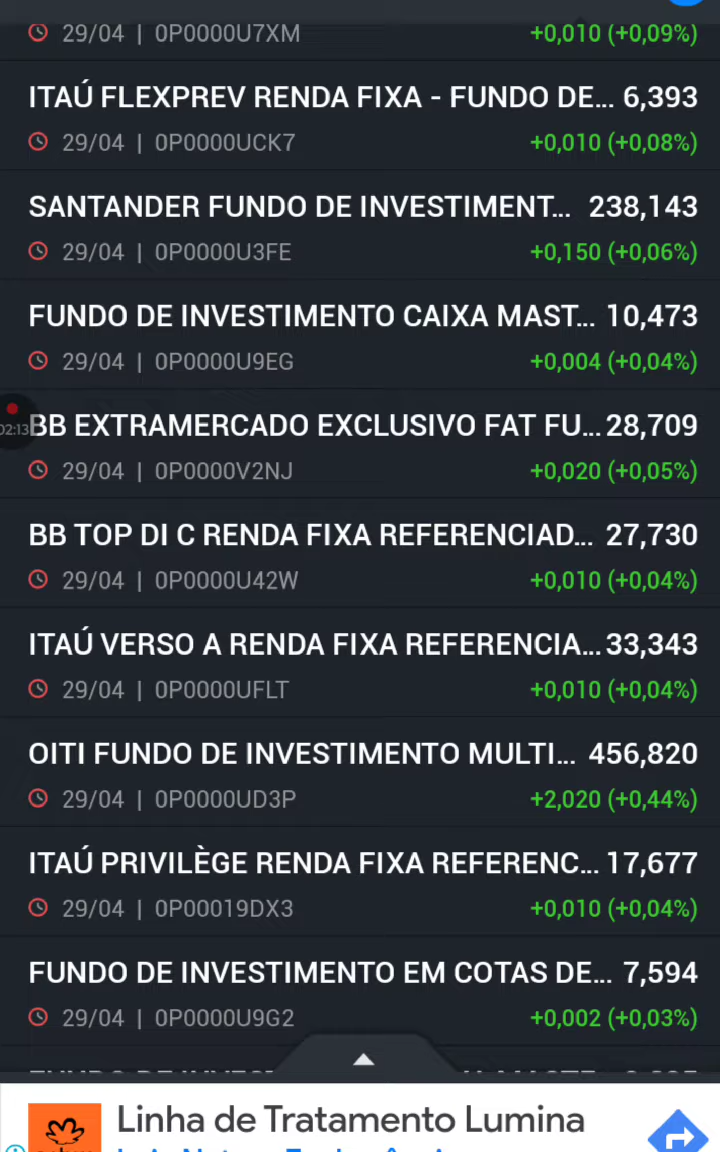 29/04 | 0P0000U7XM +0,010 (+0,09%)
ITAÚ FLEXPREV RENDA FIXA - FUNDO DE... 6,393
29/04 | 0P0000UCK7 +0,010 (+0,08%)
SANTANDER FUNDO DE INVESTIMENT... 238,143
29/04 | 0P0000U3FE +0,150 (+0,06%)
FUNDO DE INVESTIMENTO CAIXA MAST... 10,473
29/04 | 0P0000U9EG +0,004 (+0,04%)
02:13
BB EXTRAMERCADO EXCLUSIVO FAT FU... 28,709
29/04 | 0P0000V2NJ +0,020 (+0,05%)
BB TOP DI C RENDA FIXA REFERENCIAD... 27,730
29/04 | 0P0000U42W +0,010 (+0,04%)
ITAÚ VERSO A RENDA FIXA REFERENCIA... 33,343
29/04 | 0P0000UFLT +0,010 (+0,04%)
OITI FUNDO DE INVESTIMENTO MULTI... 456,820
29/04 | 0P0000UD3P +2,020 (+0,44%)
ITAÚ PRIVILÈGE RENDA FIXA REFERENC... 17,677
29/04 | 0P00019DX3 +0,010 (+0,04%)
FUNDO DE INVESTIMENTO EM COTAS DE... 7,594
29/04 | 0P0000U9G2 +0,002 (+0,03%)
Linha de Tratamento Lumina